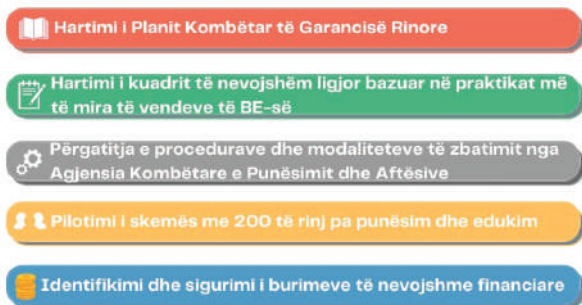 Hartimi i Planit Kombëtar të Garancisë Rinore
Hartimi i kuadrit të nevojshëm ligjor bazuar në praktikat më
të mira të vendeve të BE-së
Përgatitja e procedurave dhe modaliteteve të zbatimit nga
Agjensia Kombëtare e Punësimit dhe Aftësive
Pilotimi i skemës me 200 të rinj pa punësim dhe edukim
Identifikimi dhe sigurimi i burimeve të nevojshme financiare